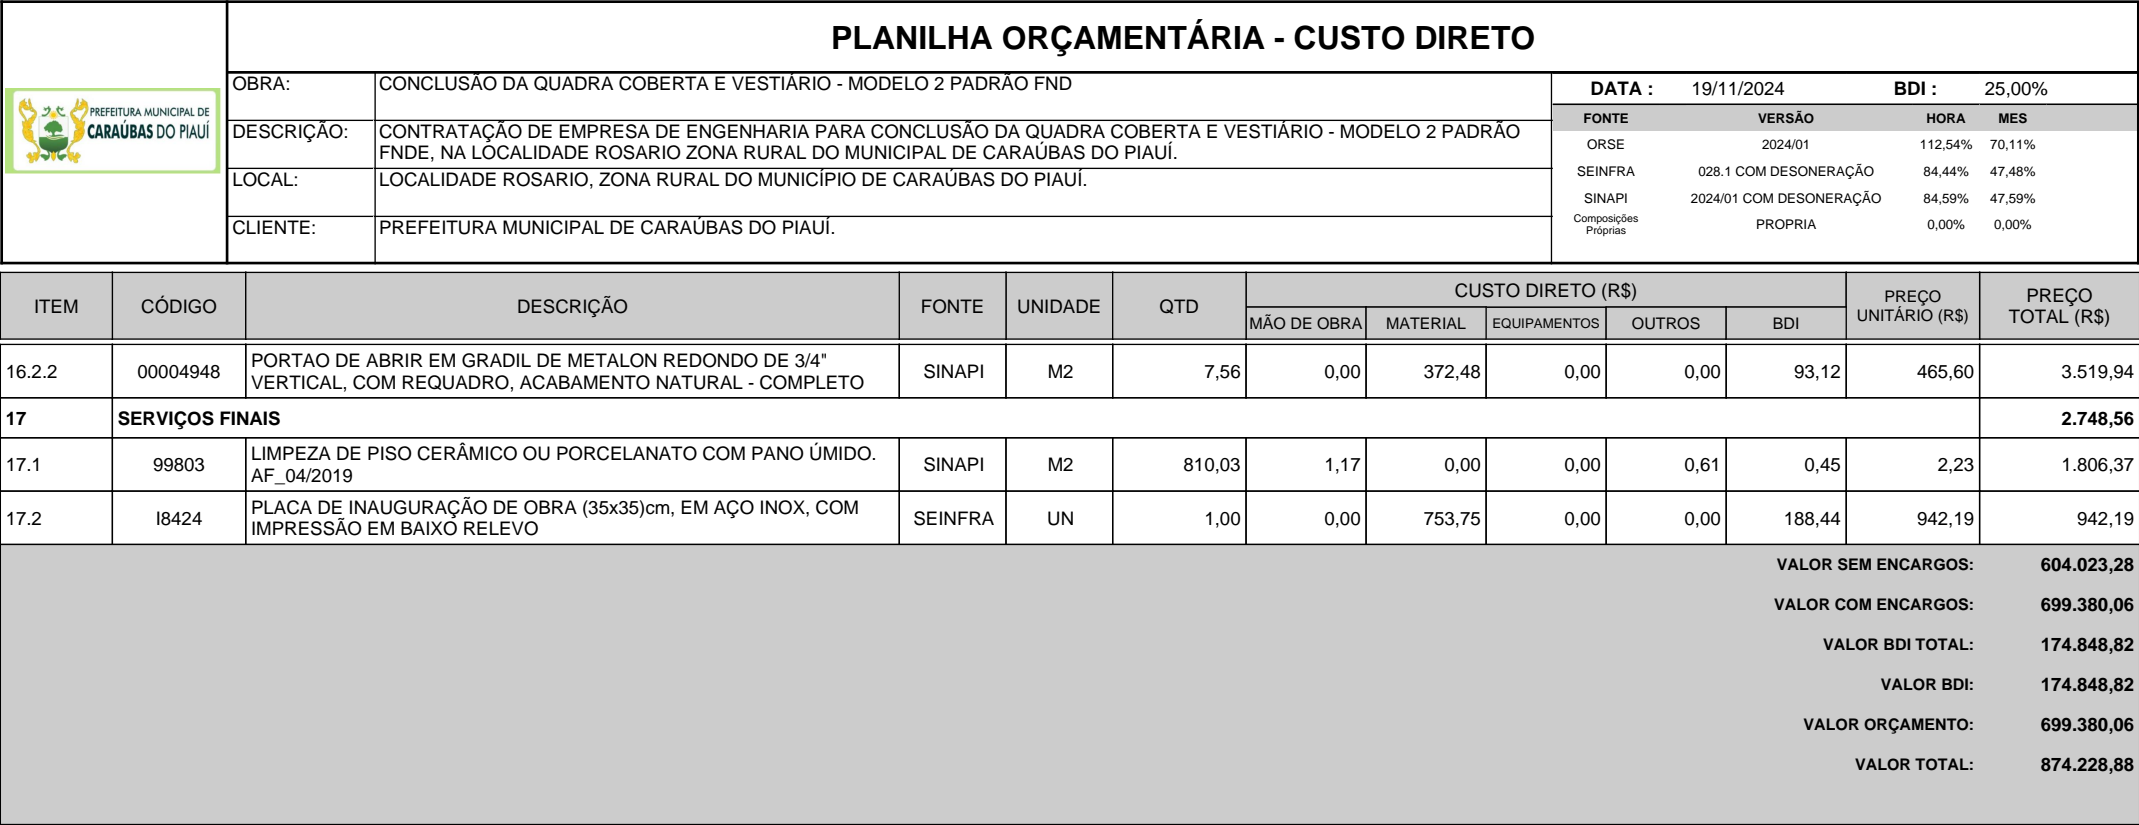 PLANILHA ORÇAMENTÁRIA - CUSTO DIRETO
PREFEITURA MUNICIPAL DE
CARAÚBAS DO PIAUÍ
OBRA: CONCLUSÃO DA QUADRA COBERTA E VESTIÁRIO - MODELO 2 PADRÃO FND
DESCRIÇÃO: CONTRATAÇÃO DE EMPRESA DE ENGENHARIA PARA CONCLUSÃO DA QUADRA COBERTA E VESTIÁRIO - MODELO 2 PADRÃO
FNDE, NA LOCALIDADE ROSARIO ZONA RURAL DO MUNICIPAL DE CARAÚBAS DO PIAUÍ.
LOCAL: LOCALIDADE ROSARIO, ZONA RURAL DO MUNICÍPIO DE CARAÚBAS DO PIAUÍ.
CLIENTE: PREFEITURA MUNICIPAL DE CARAÚBAS DO PIAUÍ.
DATA : 19/11/2024 BDI : 25,00%
FONTE VERSÃO HORA MES
ORSE 2024/01 112,54% 70,11%
SEINFRA 028.1 COM DESONERAÇÃO 84,44% 47,48%
SINAPI 2024/01 COM DESONERAÇÃO 84,59% 47,59%
Composições
Próprias PROPRIA 0,00% 0,00%
ITEM CÓDIGO DESCRIÇÃO FONTE UNIDADE QTD CUSTO DIRETO (R$) PREÇO UNITÁRIO (R$) PREÇO TOTAL (R$)
MÃO DE OBRA MATERIAL EQUIPAMENTOS OUTROS BDI
16.2.2 00004948 PORTAO DE ABRIR EM GRADIL DE METALON REDONDO DE 3/4"
VERTICAL, COM REQUADRO, ACABAMENTO NATURAL - COMPLETO SINAPI M2 7,56 0,00 372,48 0,00 0,00 93,12 465,60 3.519,94
17 SERVIÇOS FINAIS 2.748,56
17.1 99803 LIMPEZA DE PISO CERÂMICO OU PORCELANATO COM PANO ÚMIDO.
AF_04/2019 SINAPI M2 810,03 1,17 0,00 0,00 0,61 0,45 2,23 1.806,37
17.2 I8424 PLACA DE INAUGURAÇÃO DE OBRA (35x35)cm, EM AÇO INOX, COM
IMPRESSÃO EM BAIXO RELEVO SEINFRA UN 1,00 0,00 753,75 0,00 0,00 188,44 942,19 942,19
VALOR SEM ENCARGOS: 604.023,28
VALOR COM ENCARGOS: 699.380,06
VALOR BDI TOTAL: 174.848,82
VALOR BDI: 174.848,82
VALOR ORÇAMENTO: 699.380,06
VALOR TOTAL: 874.228,88